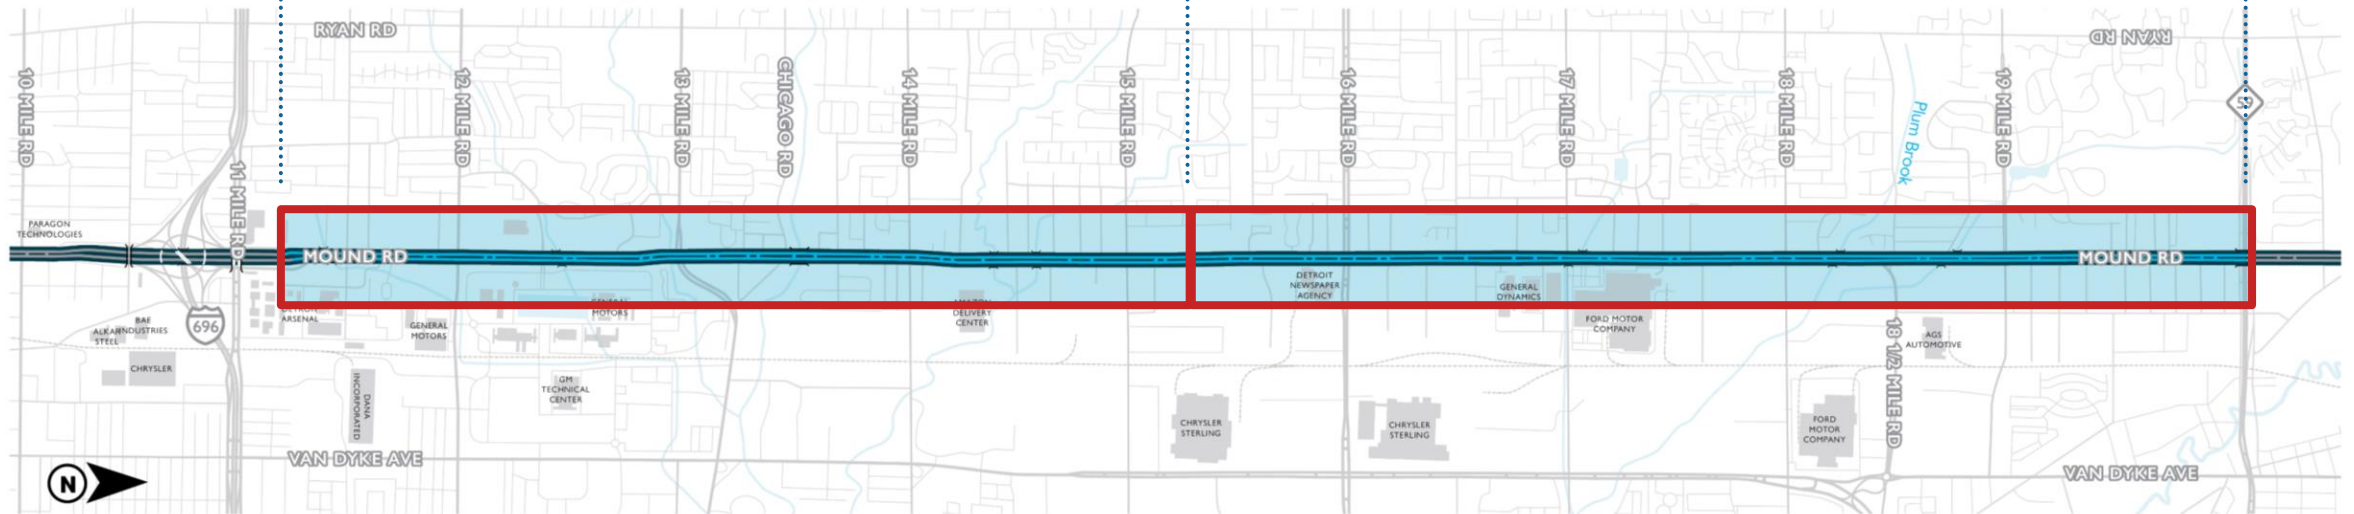 RYAN RD
RYAN RD
10 MILE RD
11 MILE RD
12 MILE RD
13 MILE RD
CHICAGO RD
14 MILE RD
15 MILE RD
16 MILE RD
17 MILE RD
18 MILE RD
Plum Brook
19 MILE RD
59
PARAGON
TECHNOLOGIES
MOUND RD
MOUND RD
DETROIT
NEWSPAPER
AGENCY
GENERAL
DYNAMICS
ARSENAL
GENERAL
MOTORS
GENERAL
MOTORS
DELIVERY
CENTER
FORD MOTOR
COMPANY
BAE
INDUSTRIES
ALKAR
STEEL
696
18 1/2 MILE RD
AGS
AUTOMOTIVE
CHRYSLER
DANA
INCORPORATED
GM
TECHNICAL
CENTER
CHRYSLER
STERLING
CHRYSLER
STERLING
FORD
MOTOR
COMPANY
VAN DYKE AVE
VAN DYKE AVE
N